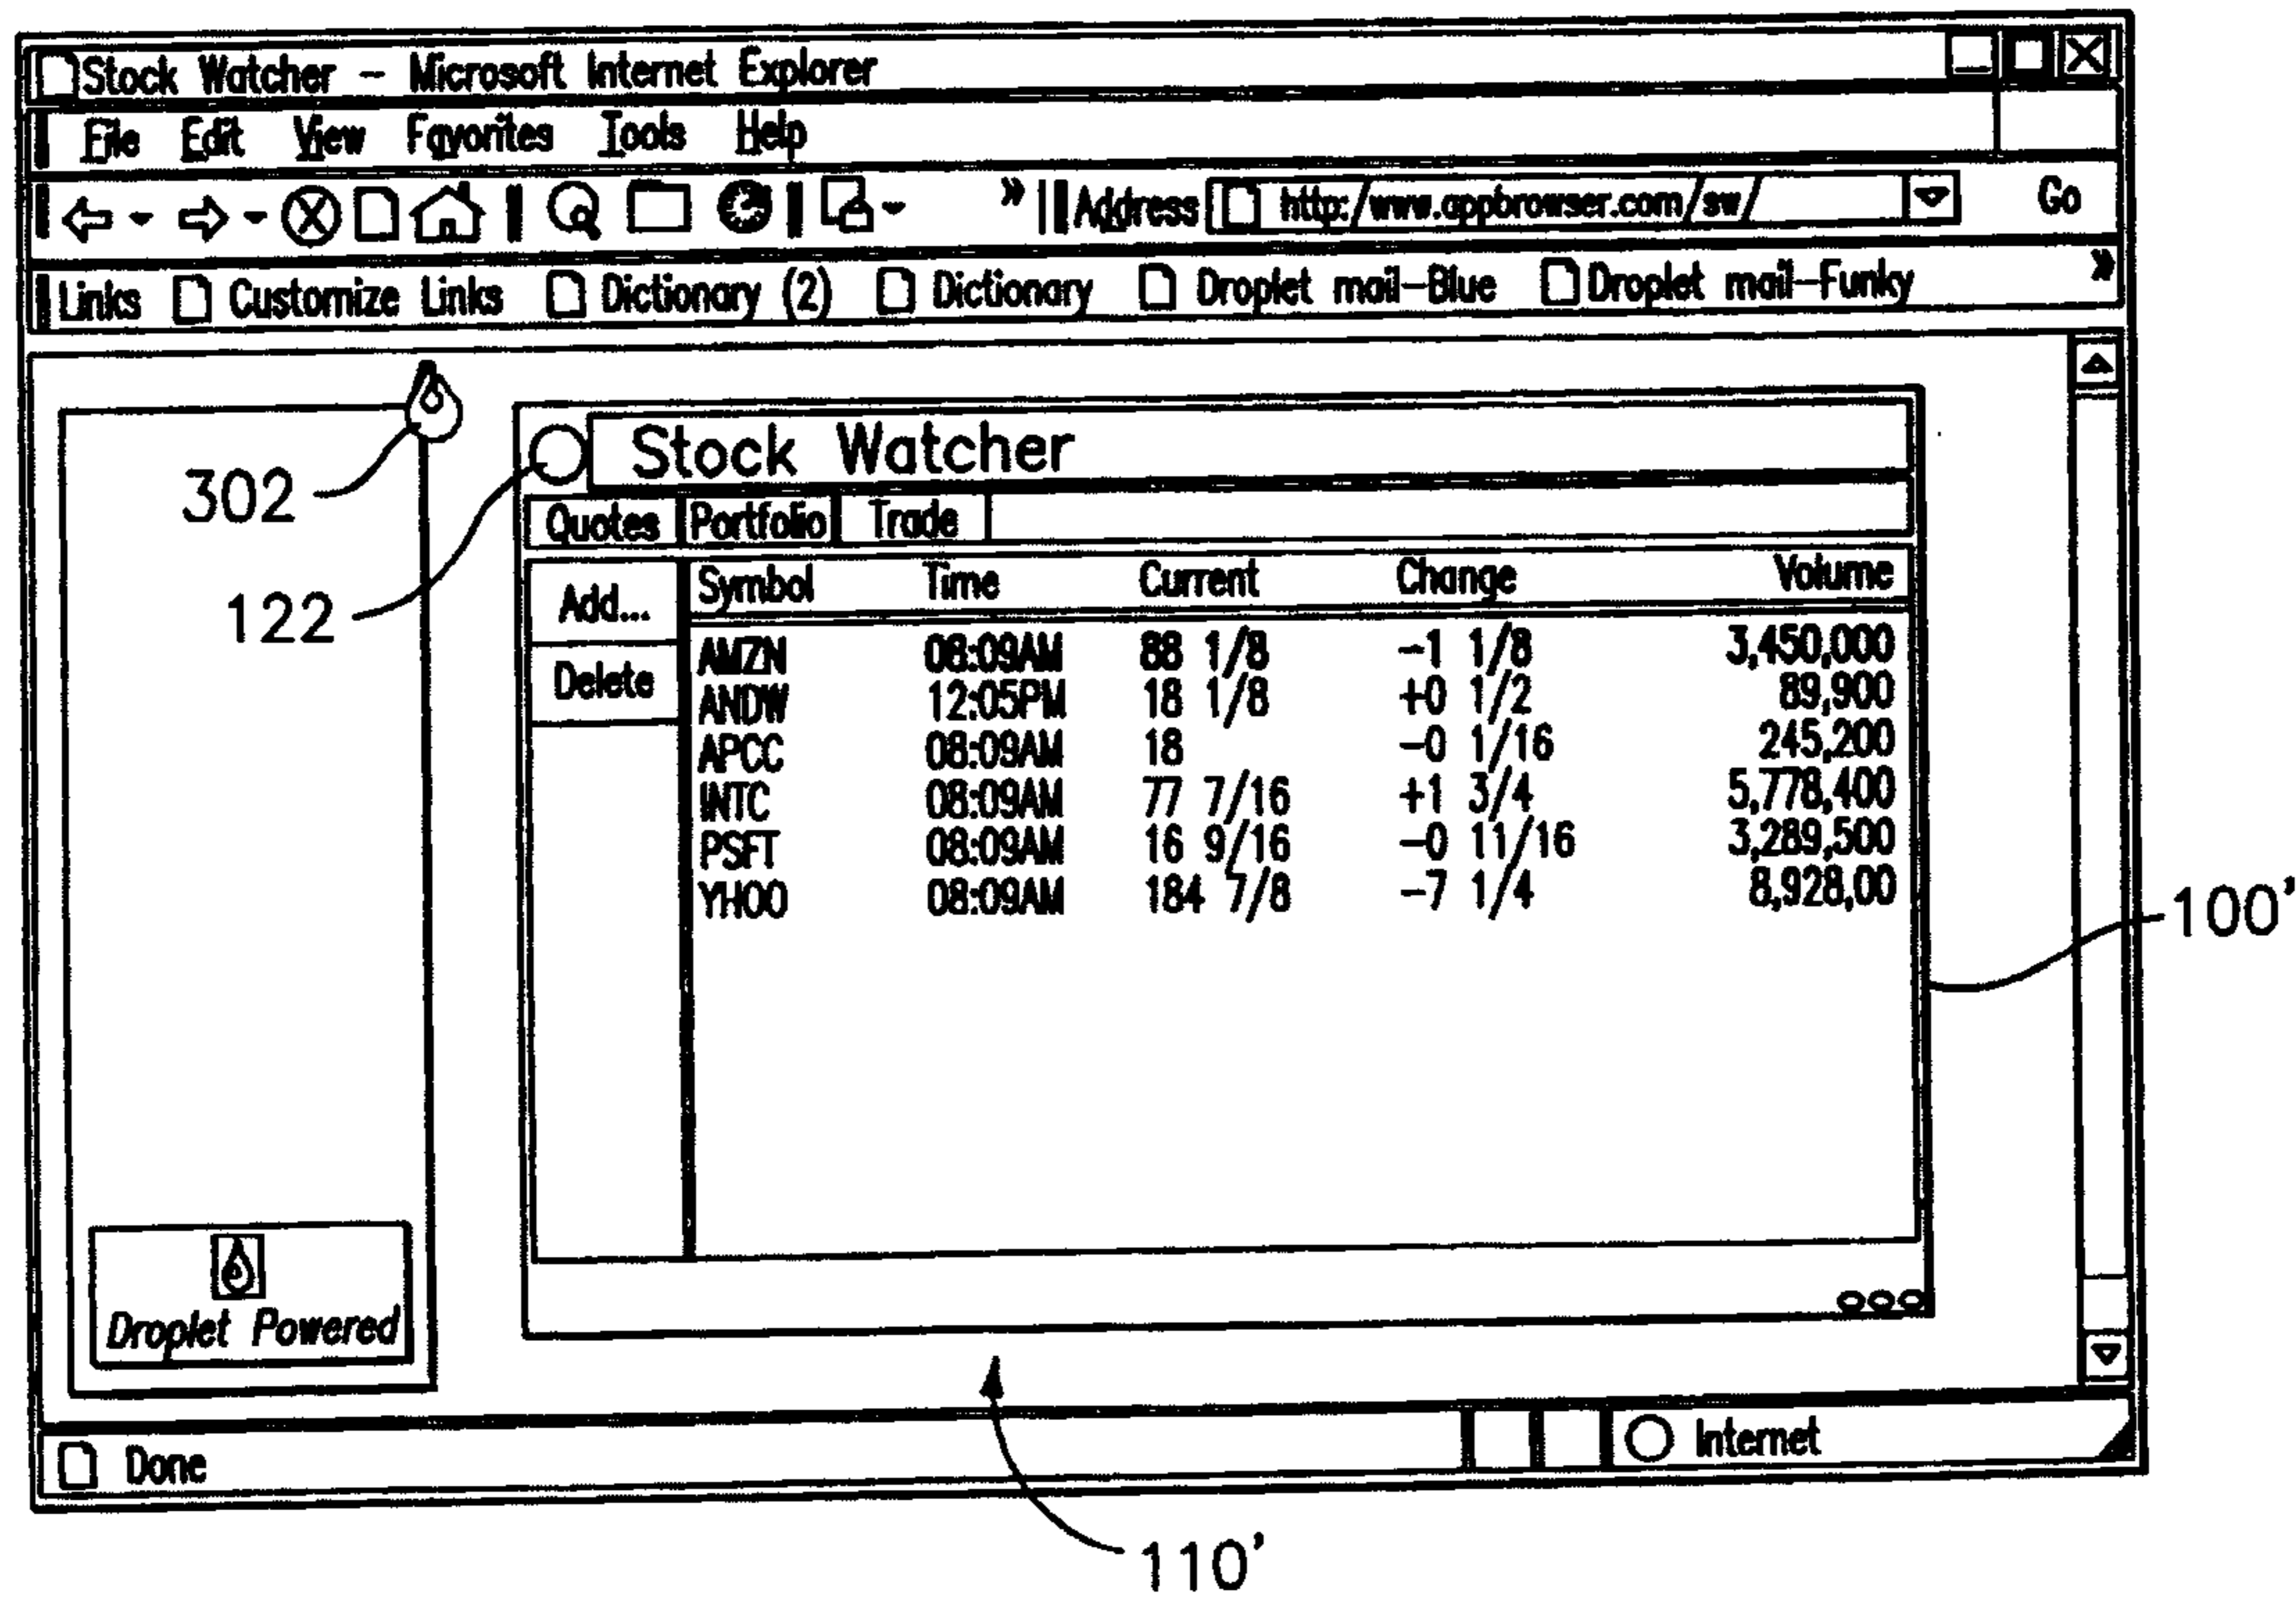 Stock Watcher - Microsoft Internet Explorer
File Edit View Favorites Tools Help
» Address http:/www.appbrowser.com/sw/ Go
Links Customize Links Dictionary (2) Dictionary Droplet mail-Blue Droplet mail-Funky »
302
122
Stock Watcher
Quotes Portfolio Trade
Add...
Delete
Symbol Time Current Change Volume
AMZN 08:09AM 88 1/8 -1 1/8 3,450,000
ANDW 12:05PM 18 1/8 +0 1/2 89,900
APCC 08:09AM 18 -0 1/16 245,200
INTC 08:09AM 77 7/16 +1 3/4 5,778,400
PSFT 08:09AM 16 9/16 -0 11/16 3,289,500
YHOO 08:09AM 184 7/8 -7 1/4 8,928,00
100'
Droplet Powered
Done Internet
110'